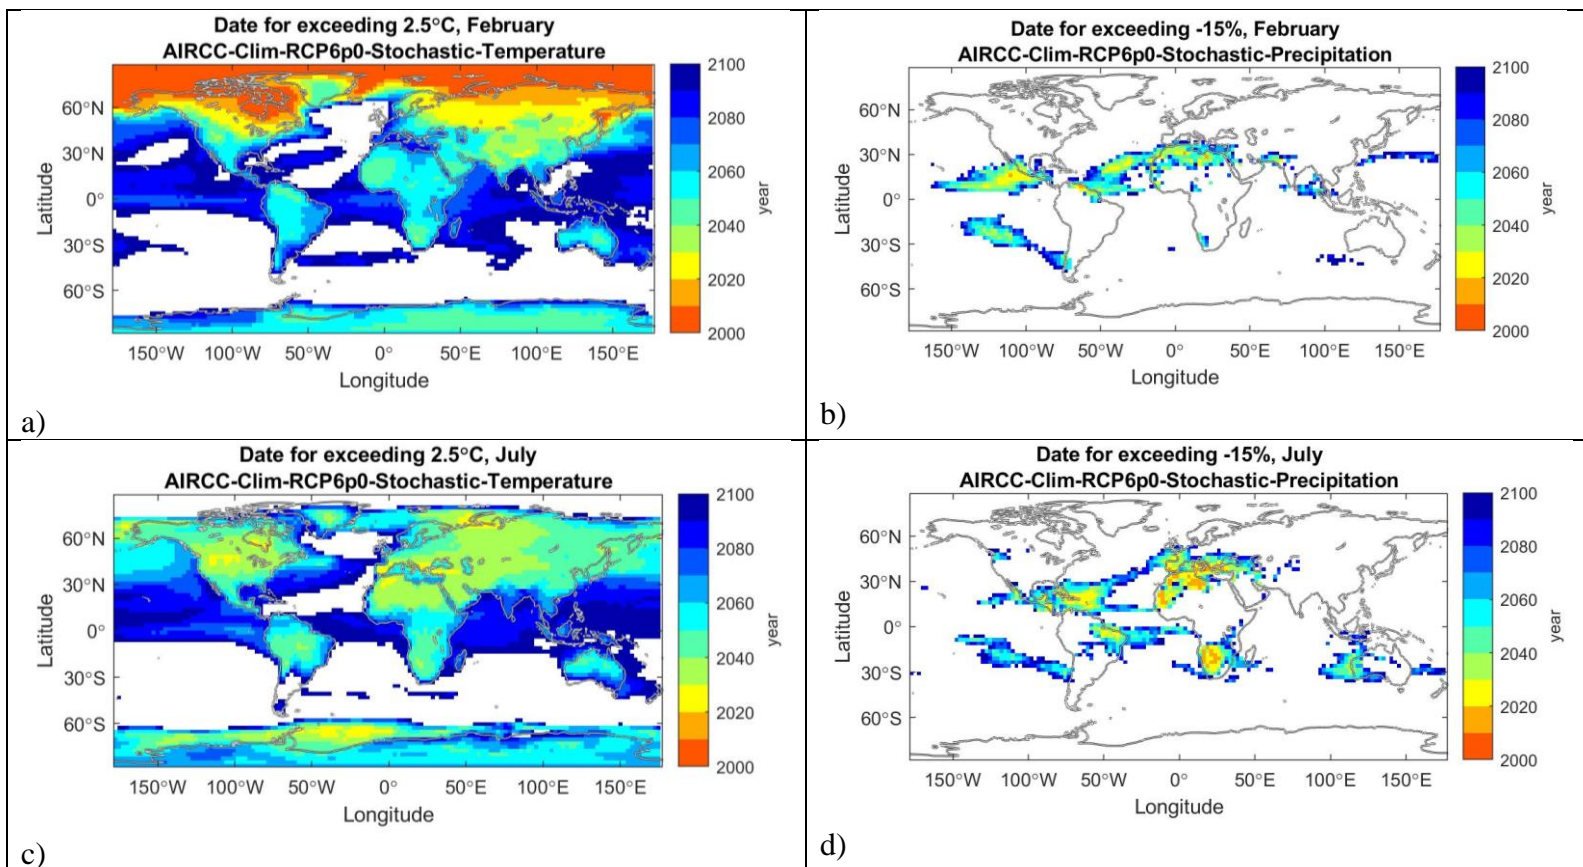 Date for exceeding 2.5°C, February
AIRCC-Clim-RCP6p0-Stochastic-Temperature
Latitude
60°N
30°N
0°
30°S
60°S
150°W 100°W 50°W 0° 50°E 100°E 150°E
Longitude
2100
2080
2060
2040
2020
2000
year
a)
Date for exceeding -15%, February
AIRCC-Clim-RCP6p0-Stochastic-Precipitation
Latitude
60°N
30°N
0°
30°S
60°S
150°W 100°W 50°W 0° 50°E 100°E 150°E
Longitude
2100
2080
2060
2040
2020
2000
year
b)
Date for exceeding 2.5°C, July
AIRCC-Clim-RCP6p0-Stochastic-Temperature
Latitude
60°N
30°N
0°
30°S
60°S
150°W 100°W 50°W 0° 50°E 100°E 150°E
Longitude
2100
2080
2060
2040
2020
2000
year
c)
Date for exceeding -15%, July
AIRCC-Clim-RCP6p0-Stochastic-Precipitation
Latitude
60°N
30°N
0°
30°S
60°S
150°W 100°W 50°W 0° 50°E 100°E 150°E
Longitude
2100
2080
2060
2040
2020
2000
year
d)